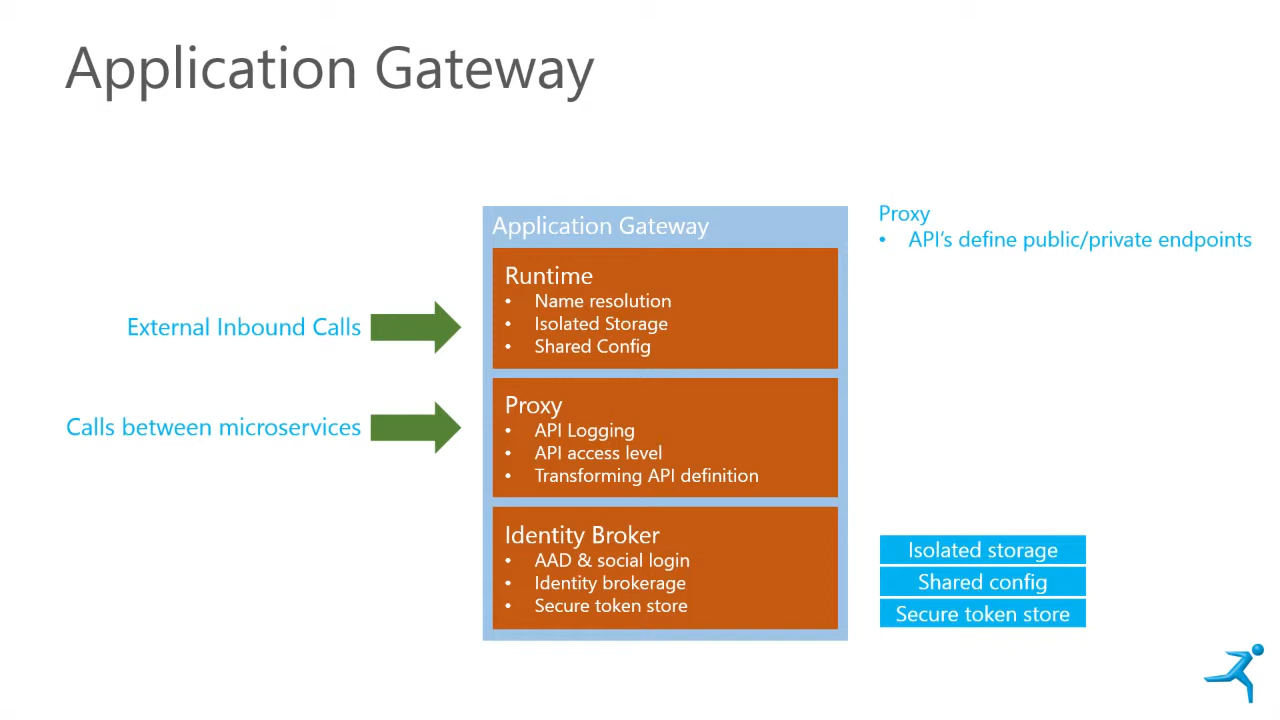 Application Gateway
External Inbound Calls
Calls between microservices
Application Gateway
Runtime
• Name resolution
• Isolated Storage
• Shared Config
Proxy
• API Logging
• API access level
• Transforming API definition
Identity Broker
• AAD & social login
• Identity brokerage
• Secure token store
Proxy
• API's define public/private endpoints
Isolated storage
Shared config
Secure token store